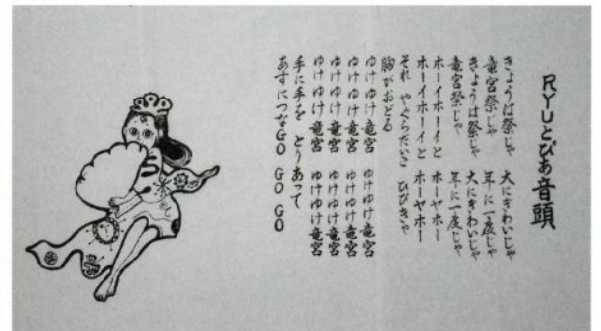 RYUとぴあ音頭
きょうは祭じゃ 大にぎわいじゃ
竜宮祭じゃ 年に一度じゃ
きょうは祭じゃ 大にぎわいじゃ
竜宮祭じゃ 年に一度じゃ
ホーイホーイと ホーヤホー
ホーイホーイと ホーヤホー
それ やぐらだいこ ひびきゃ
胸がおどる
ゆけゆけ竜宮 ゆけゆけ竜宮
ゆけゆけ竜宮 ゆけゆけ竜宮
ゆけゆけ竜宮 ゆけゆけ竜宮
ゆけゆけ竜宮 ゆけゆけ竜宮
手に手を とりあって
あすにつなGO GO GO